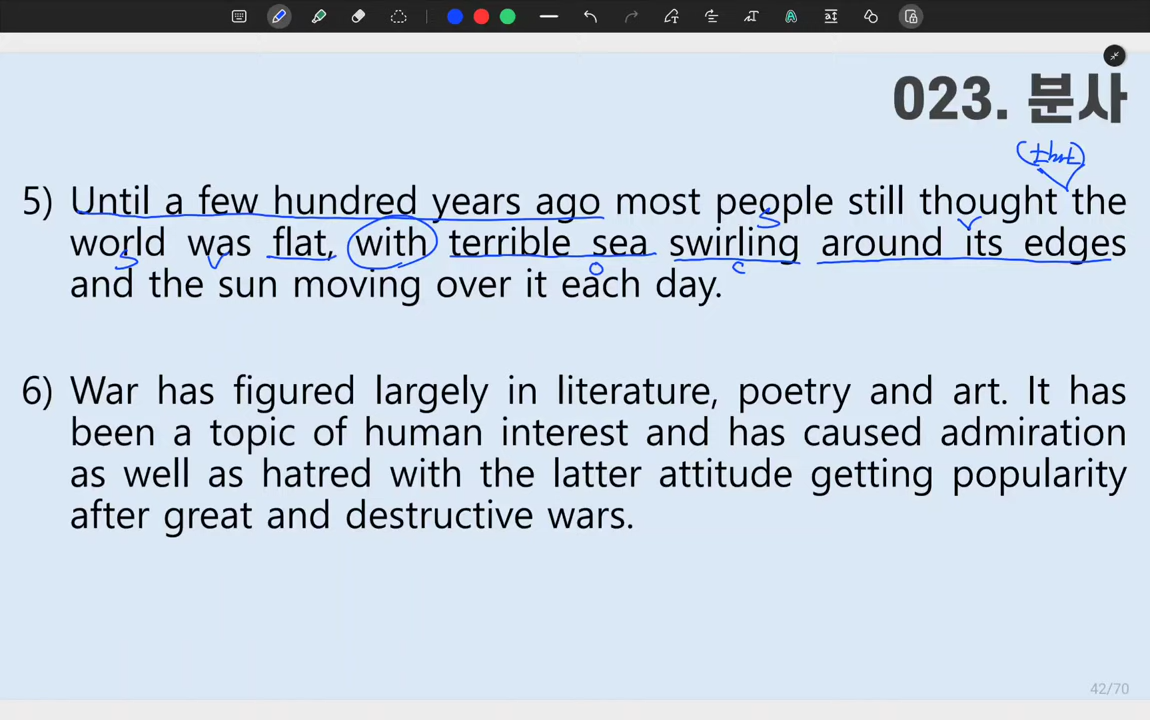 023. 분사
(that)
5) Until a few hundred years ago most people still thought the
S V
world was flat, with terrible sea swirling around its edges
S V O C
and the sun moving over it each day.
6) War has figured largely in literature, poetry and art. It has
been a topic of human interest and has caused admiration
as well as hatred with the latter attitude getting popularity
after great and destructive wars.
42/70